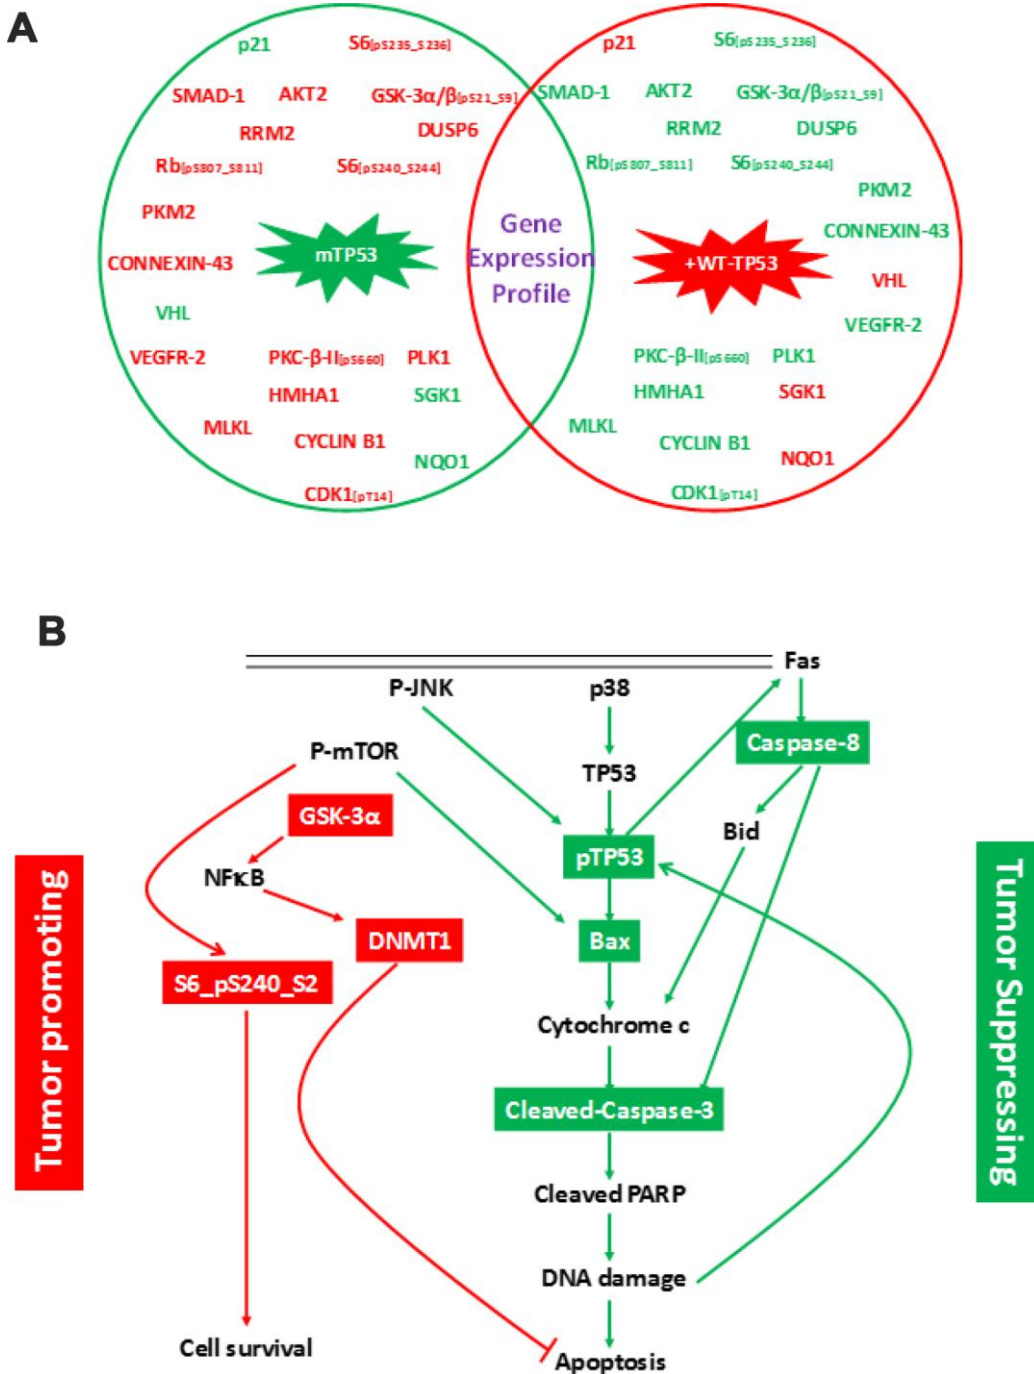 A
p21
S6[pS235_S236]
SMAD-1
AKT2
GSK-3α/β[pS21_S9]
RRM2
DUSP6
Rb[pS807_S811]
S6[pS240_S244]
PKM2
mTP53
CONNEXIN-43
VHL
VEGFR-2
PKC-β-II[pS660]
PLK1
HMHA1
SGK1
MLKL
CYCLIN B1
NQO1
CDK1[pT14]
Gene
Expression
Profile
p21
S6[pS235_S236]
SMAD-1
AKT2
GSK-3α/β[pS21_S9]
RRM2
DUSP6
Rb[pS807_S811]
S6[pS240_S244]
PKM2
CONNEXIN-43
+WT-TP53
VHL
VEGFR-2
PKC-β-II[pS660]
PLK1
HMHA1
SGK1
MLKL
CYCLIN B1
NQO1
CDK1[pT14]
B
Fas
P-JNK
p38
Caspase-8
P-mTOR
TP53
GSK-3α
Bid
pTP53
NFκB
DNMT1
Bax
S6_pS240_S2
Cytochrome c
Cleaved-Caspase-3
Cleaved PARP
DNA damage
Cell survival
Apoptosis
Tumor promoting
Tumor Suppressing